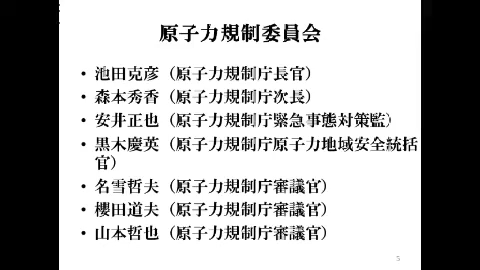 原子力規制委員会
• 池田克彦（原子力規制庁長官）
• 森本秀香（原子力規制庁次長）
• 安井正也（原子力規制庁緊急事態対策監）
• 黒木慶英（原子力規制庁原子力地域安全統括
官）
• 名雪哲夫（原子力規制庁審議官）
• 櫻田道夫（原子力規制庁審議官）
• 山本哲也（原子力規制庁審議官）
5